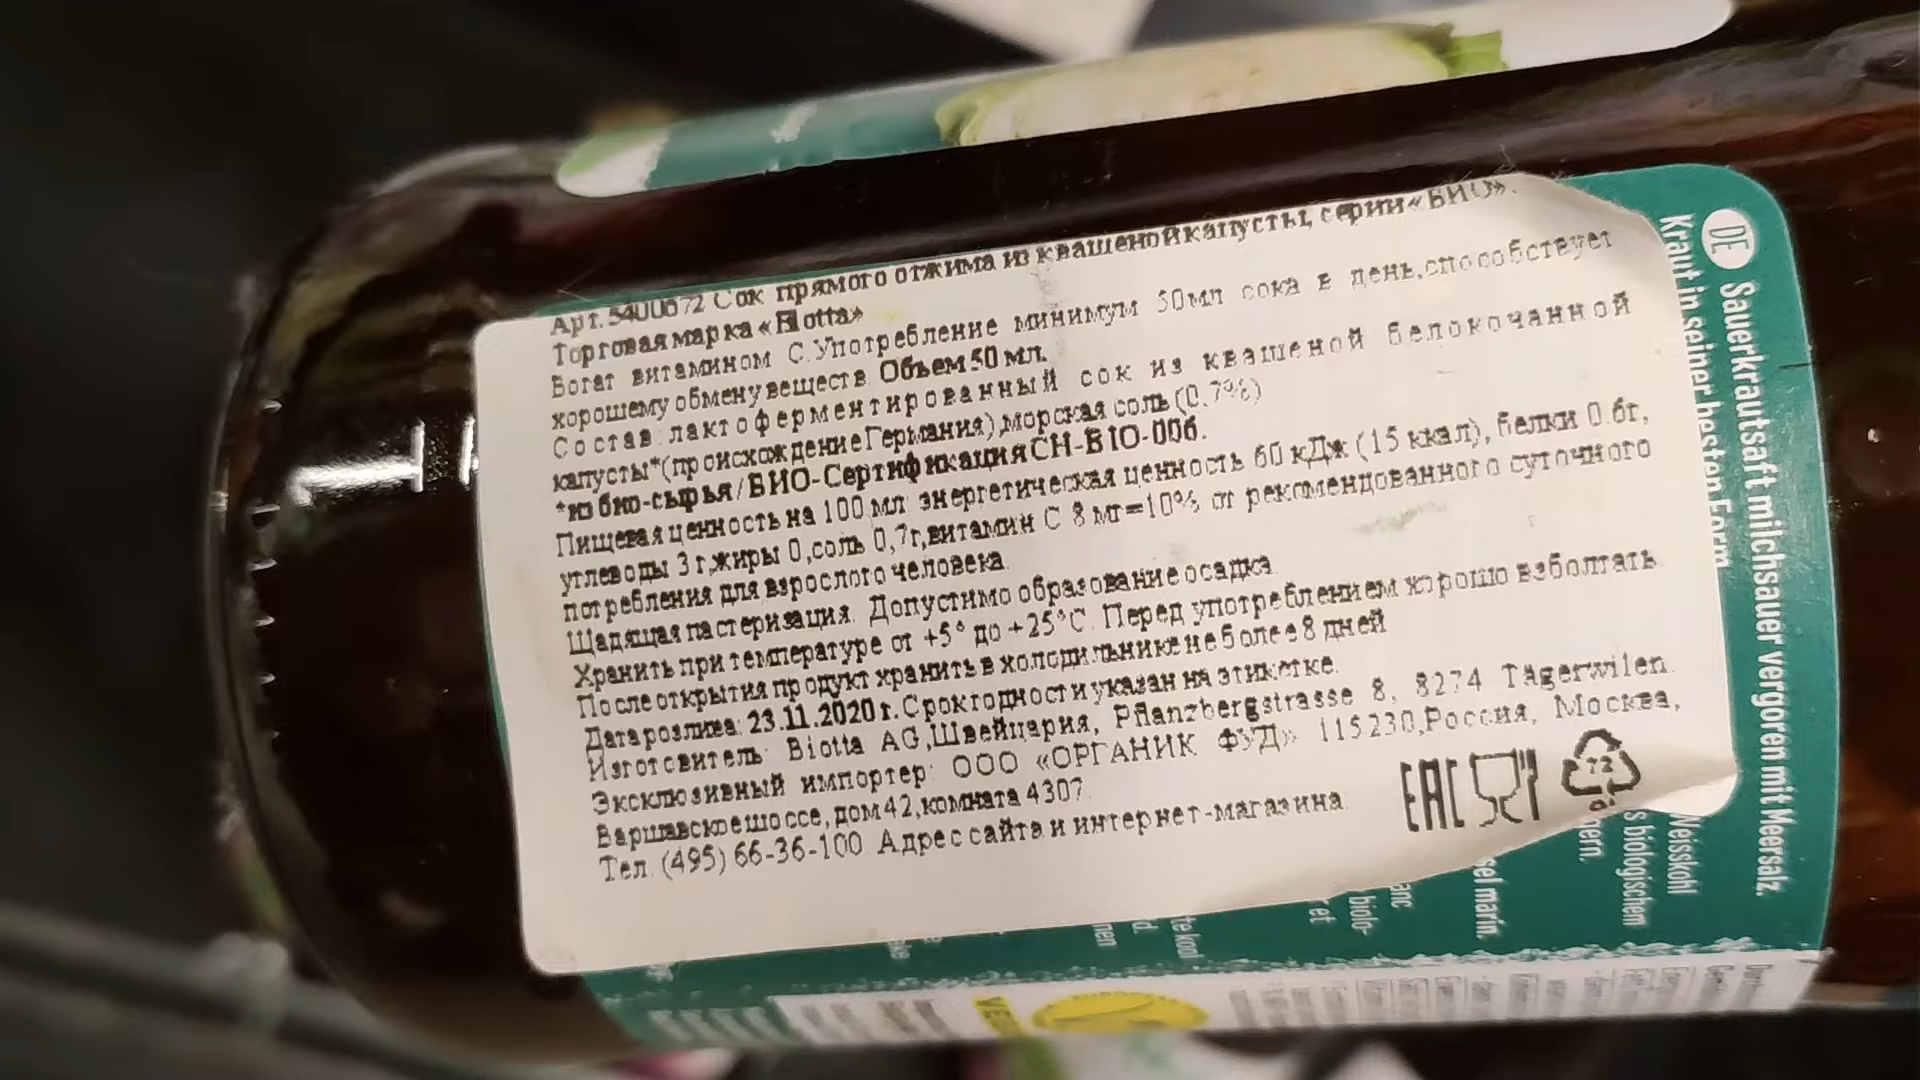 Арт. 5400672 Сок прямого отжима из квашеной капусты, серии «БИО».
Торговая марка «Biotta»
Богат витамином С.Употребление минимум 50мл сока в день,способствует
хорошему обмену веществ. Объем 50 мл.
Состав: лактоферментированный сок из квашеной белокочанной
капусты*(происхождение Германия),морская соль (0.7%)
*из био-сырья/БИО-Сертификация CH-BIO-006.
Пищевая ценность на 100 мл: энергетическая ценность 60 кДж (15 ккал), белки 0.6г,
углеводы 3 г,жиры 0,соль 0,7г,витамин С 8 мг=10% от рекомендованного суточного
потребления для взрослого человека.
Щадящая пастеризация. Допустимо образование осадка.
Хранить при температуре от +5° до +25°С. Перед употреблением хорошо взболтать.
После открытия продукт хранить в холодильнике не более 8 дней
Дата розлива: 23.11.2020 г. Срок годности указан на этикетке.
Изготовитель: Biotta AG,Швейцария, Pflanzbergstrasse 8, 8274 Tägerwilen.
Эксклюзивный импортер: ООО «ОРГАНИК ФУД» 115230,Россия, Москва,
Варшавское шоссе, дом 42,комната 4307.
Тел. (495) 66-36-100 Адрес сайта и интернет-магазина:
EAC
72
DE Sauerkrautsaft milchsauer vergoren mit Meersalz.
Kraut in seiner besten Form
Weisskohl
s biologischem
sel marin.